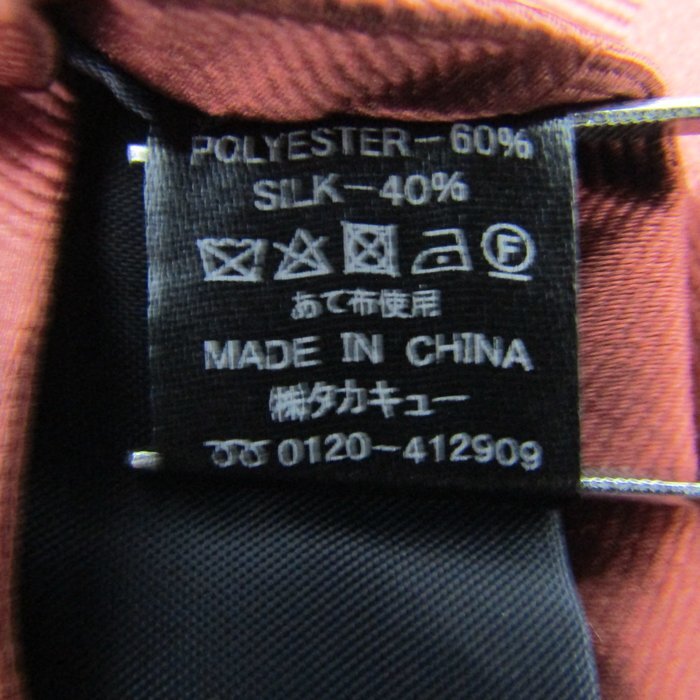 POLYESTER-60%
SILK-40%
F
あて布使用
MADE IN CHINA
㈱タカキュー
0120-412909